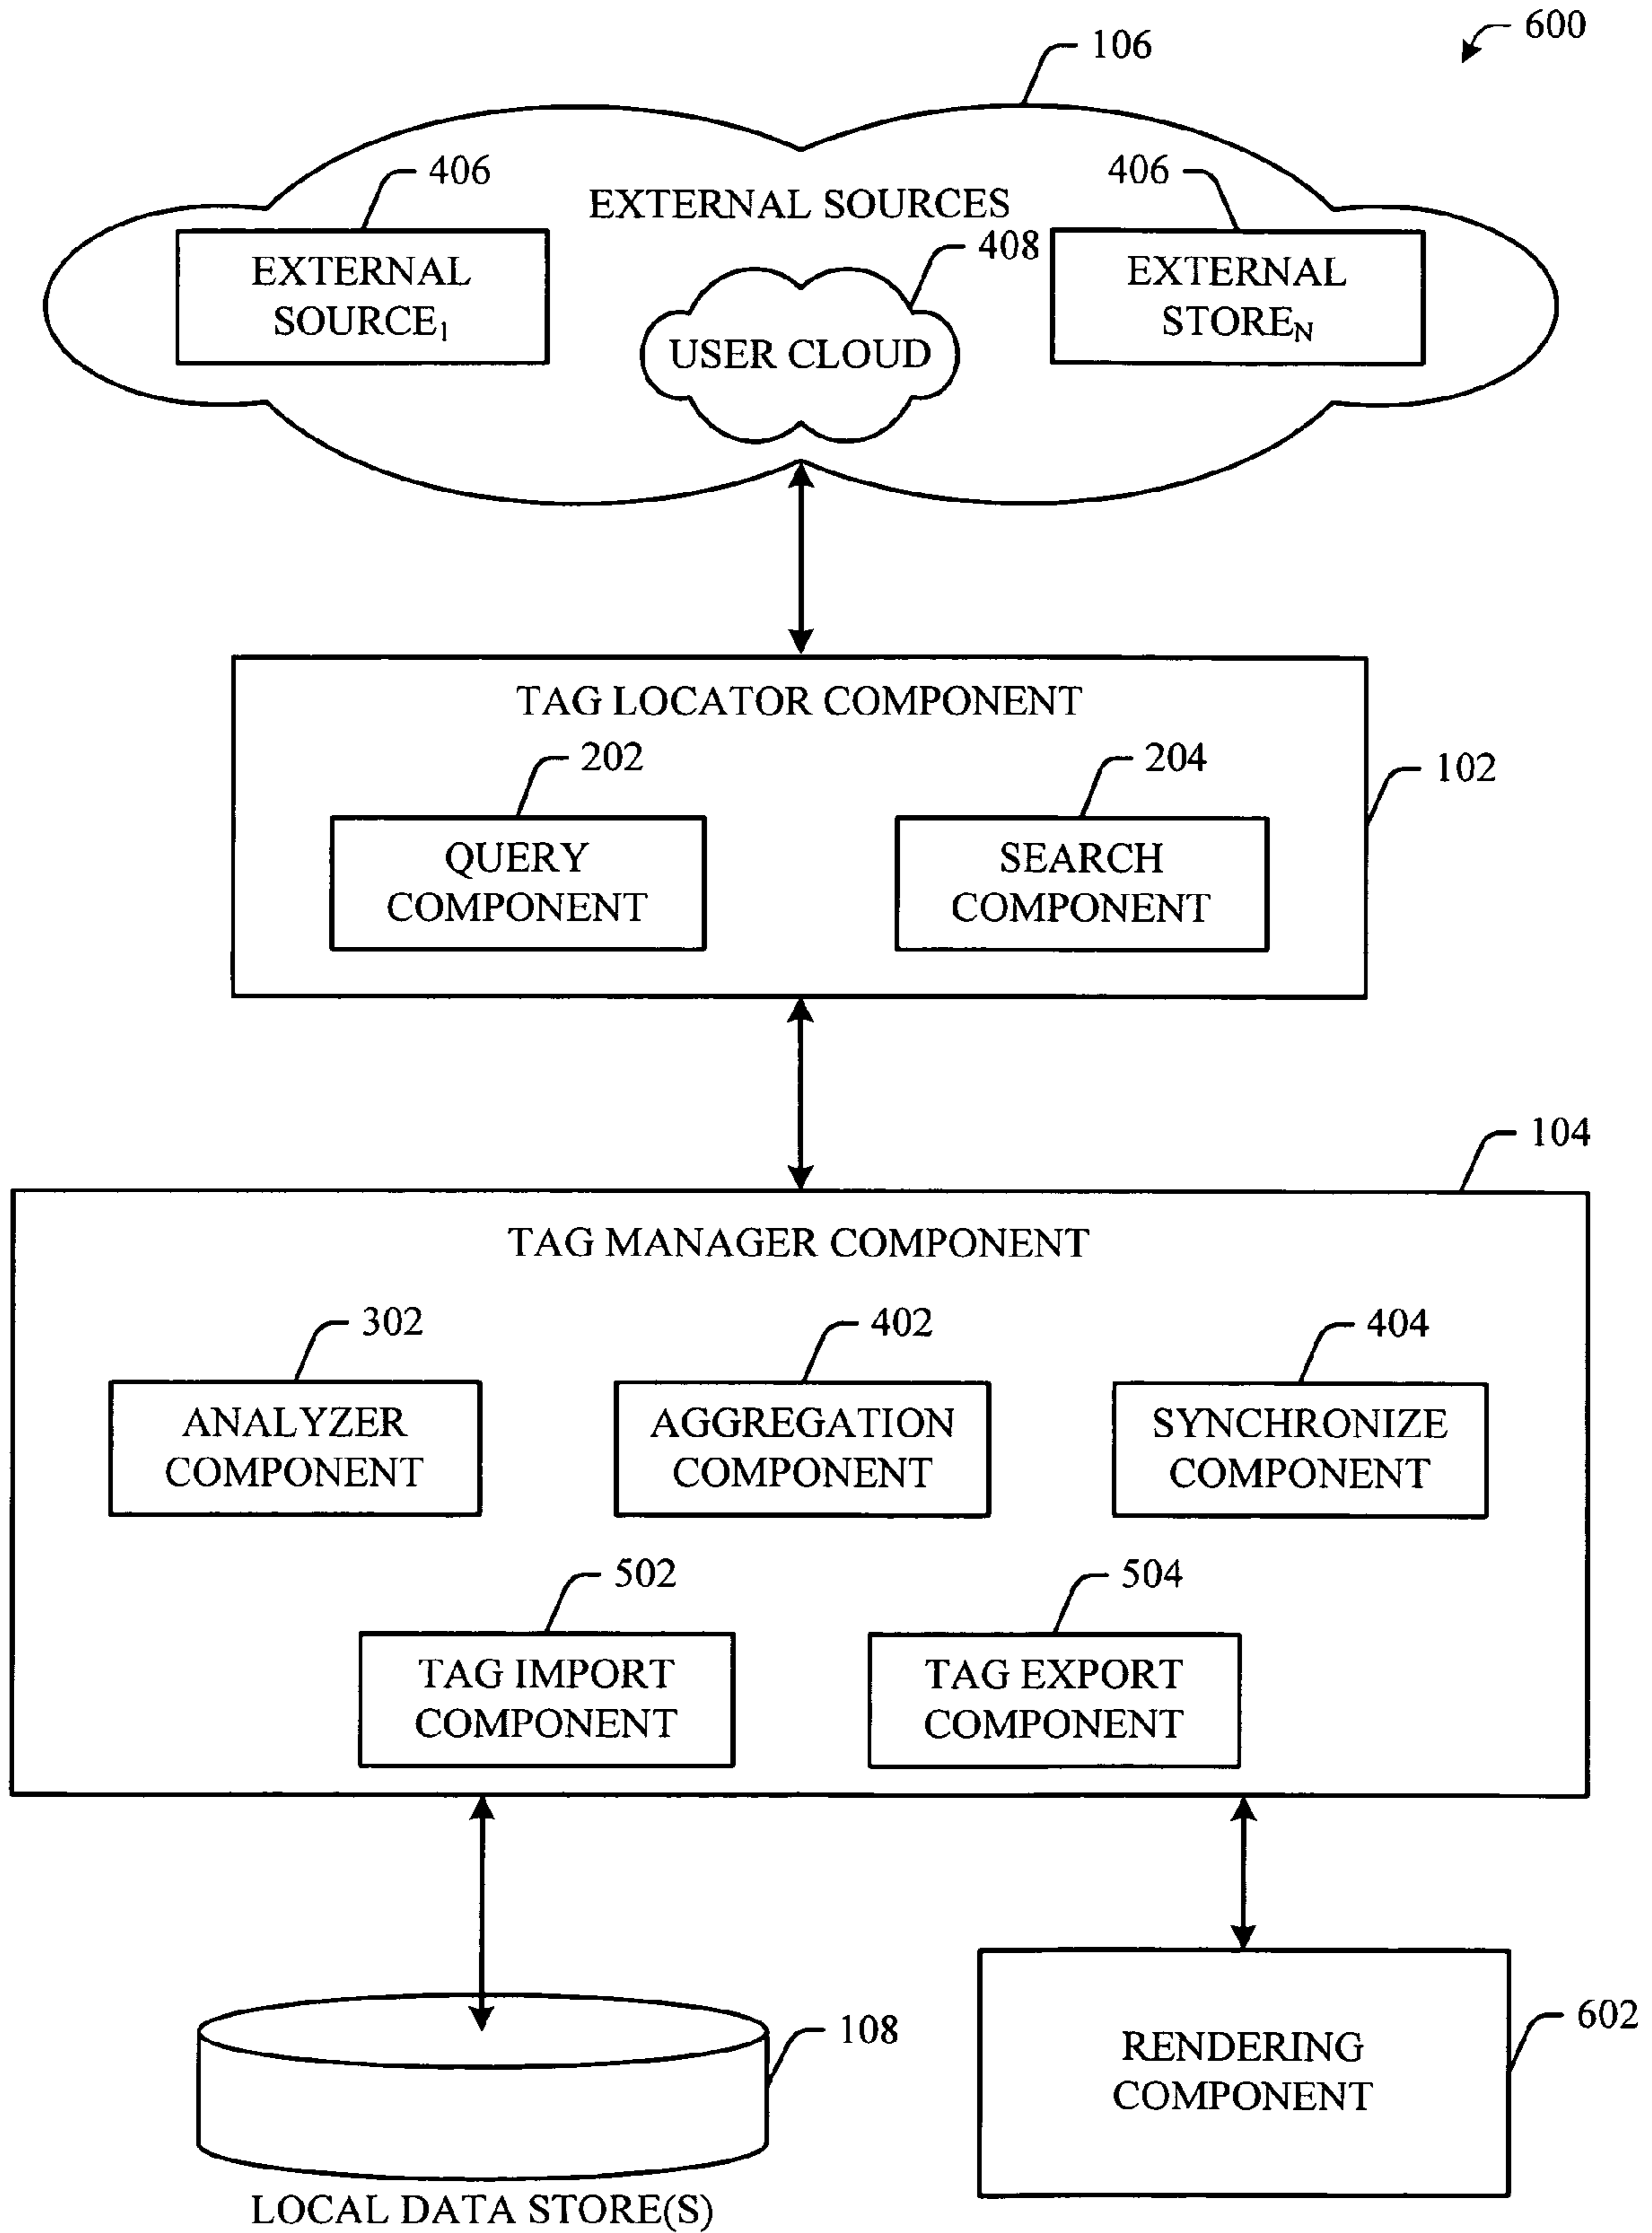 600
106
406
406
EXTERNAL SOURCES
408
EXTERNAL
SOURCE1
EXTERNAL
STOREN
USER CLOUD
TAG LOCATOR COMPONENT
202
204
102
QUERY
COMPONENT
SEARCH
COMPONENT
104
TAG MANAGER COMPONENT
302
402
404
ANALYZER
COMPONENT
AGGREGATION
COMPONENT
SYNCHRONIZE
COMPONENT
502
504
TAG IMPORT
COMPONENT
TAG EXPORT
COMPONENT
108
602
RENDERING
COMPONENT
LOCAL DATA STORE(S)